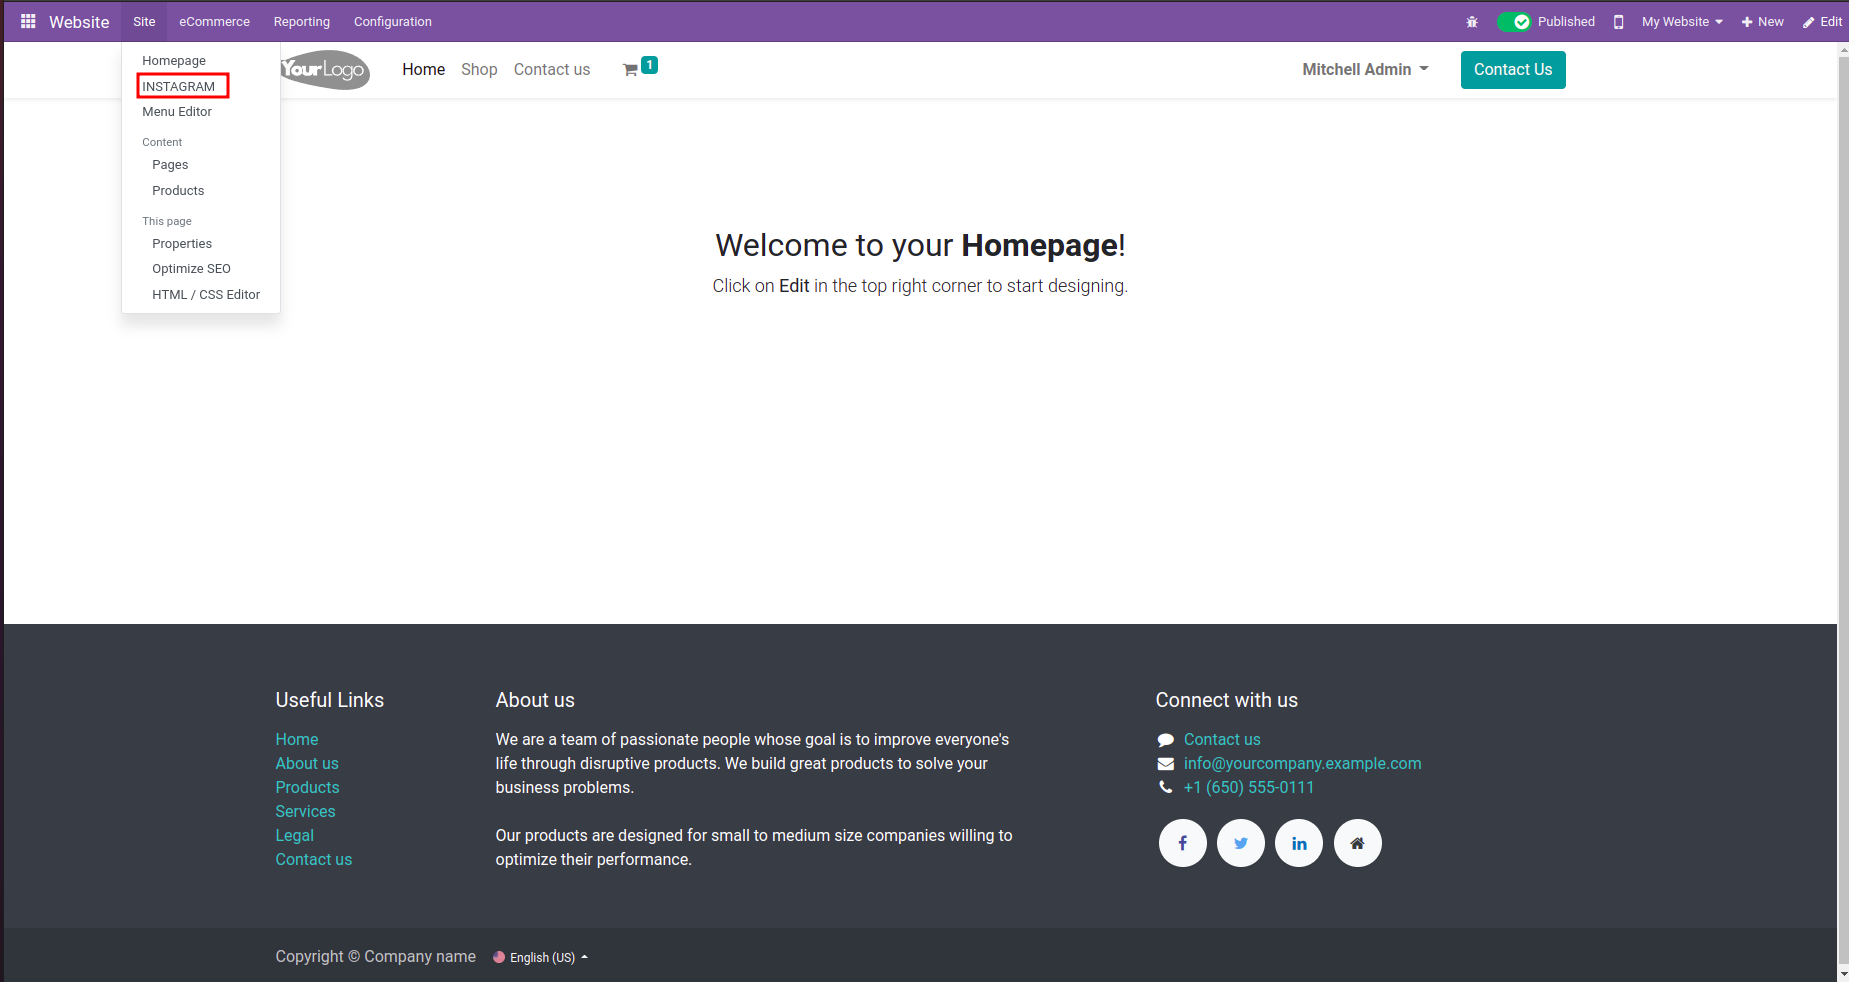 Website Site eCommerce Reporting Configuration Published My Website New Edit
Homepage
INSTAGRAM
Menu Editor
Content
Pages
Products
This page
Properties
Optimize SEO
HTML / CSS Editor
YourLogo Home Shop Contact us 1 Mitchell Admin Contact Us
Welcome to your Homepage!
Click on Edit in the top right corner to start designing.
Useful Links
Home
About us
Products
Services
Legal
Contact us
About us
We are a team of passionate people whose goal is to improve everyone's
life through disruptive products. We build great products to solve your
business problems.
Our products are designed for small to medium size companies willing to
optimize their performance.
Connect with us
Contact us
info@yourcompany.example.com
+1 (650) 555-0111
Copyright © Company name English (US)